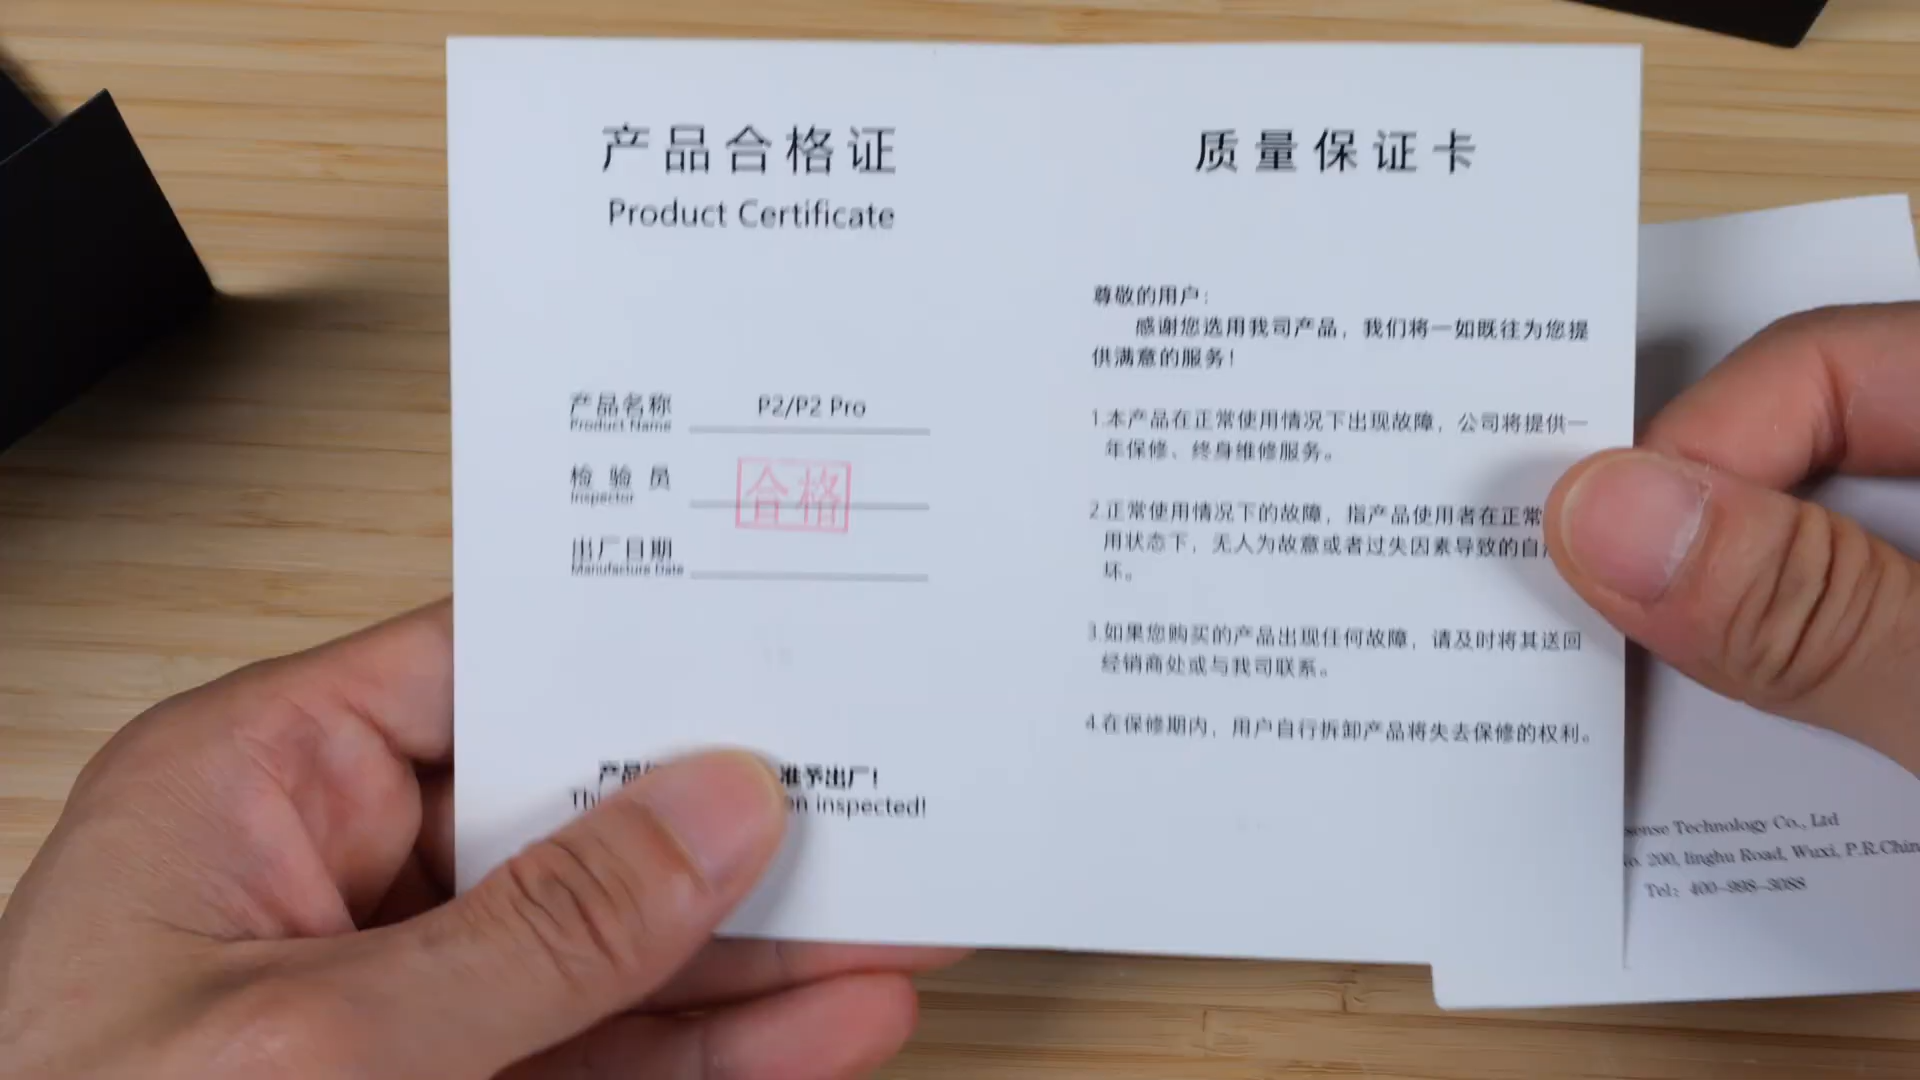 产品合格证
Product Certificate
产品名称
Product Name
P2/P2 Pro
检验员
Inspector
合格
出厂日期
Manufacture Date
产品 准予出厂!
inspected!
质量保证卡
尊敬的用户:
感谢您选用我司产品,我们将一如既往为您提
供满意的服务!
1.本产品在正常使用情况下出现故障,公司将提供一
年保修、终身维修服务。
2.正常使用情况下的故障,指产品使用者在正常
用状态下,无人为故意或者过失因素导致的自
坏。
3.如果您购买的产品出现任何故障,请及时将其送回
经销商处或与我司联系。
4.在保修期内,用户自行拆卸产品将失去保修的权利。
Technology Co., Ltd
No. 200, linghu Road, Wuxi, P.R.
Tel: 400-998-3088